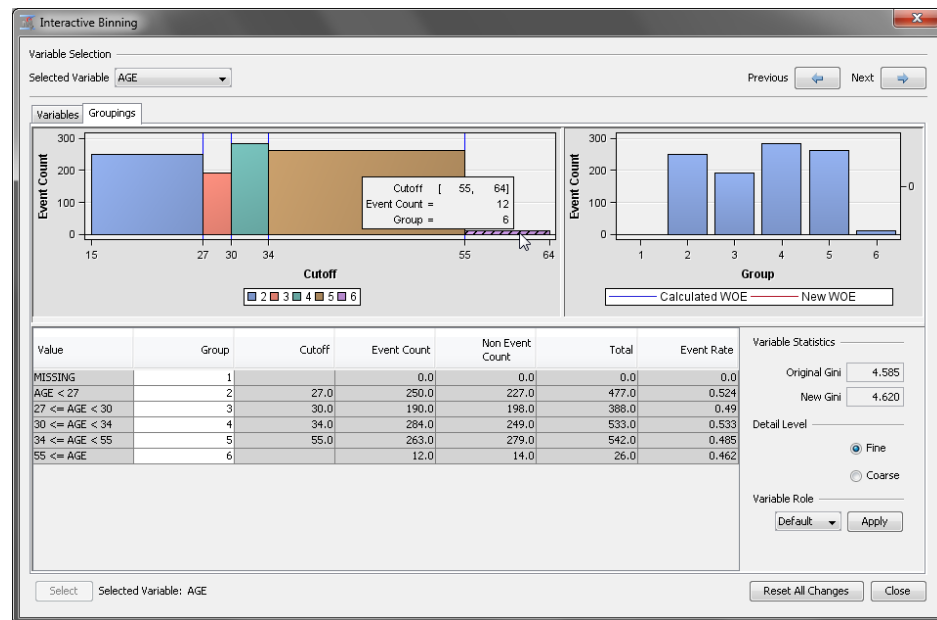 Interactive Binning
Variable Selection
Selected Variable AGE
Previous Next
Variables Groupings
300
200
100
0
Event Count
15 27 30 34 55 64
Cutoff
2 3 4 5 6
Cutoff [ 55, 64]
Event Count = 12
Group = 6
300
200
100
0
Event Count
0
1 2 3 4 5 6
Group
Calculated WOE New WOE
Value Group Cutoff Event Count Non Event Count Total Event Rate
MISSING 1 0.0 0.0 0.0 0.0
AGE < 27 2 27.0 250.0 227.0 477.0 0.524
27 <= AGE < 30 3 30.0 190.0 198.0 388.0 0.49
30 <= AGE < 34 4 34.0 284.0 249.0 533.0 0.533
34 <= AGE < 55 5 55.0 263.0 279.0 542.0 0.485
55 <= AGE 6 12.0 14.0 26.0 0.462
Variable Statistics
Original Gini 4.585
New Gini 4.620
Detail Level
Fine
Coarse
Variable Role
Default Apply
Select Selected Variable: AGE
Reset All Changes Close